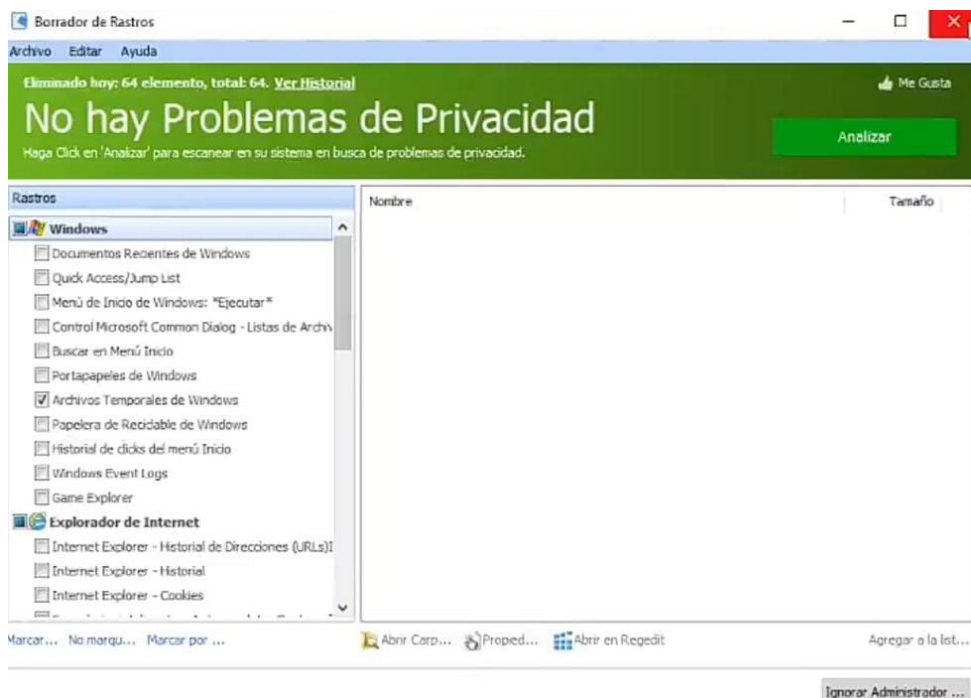 Borrador de Rastros
Archivo Editar Ayuda
Eliminado hoy: 64 elemento, total: 64. Ver Historial
Me Gusta
No hay Problemas de Privacidad
Analizar
Haga Click en 'Analizar' para escanear en su sistema en busca de problemas de privacidad.
Rastros
Nombre
Tamaño
Windows
Documentos Recientes de Windows
Quick Access/Jump List
Menú de Inicio de Windows: *Ejecutar*
Control Microsoft Common Dialog - Listas de Archiv
Buscar en Menú Inicio
Portapapeles de Windows
Archivos Temporales de Windows
Papelera de Reciclable de Windows
Historial de clicks del menú Inicio
Windows Event Logs
Game Explorer
Explorador de Internet
Internet Explorer - Historial de Direcciones (URLs)I
Internet Explorer - Historial
Internet Explorer - Cookies
Marcar... No marqu... Marcar por ...
Abrir Carp... Proped... Abrir en Regedit
Agregar a la list...
Ignorar Administrador ...